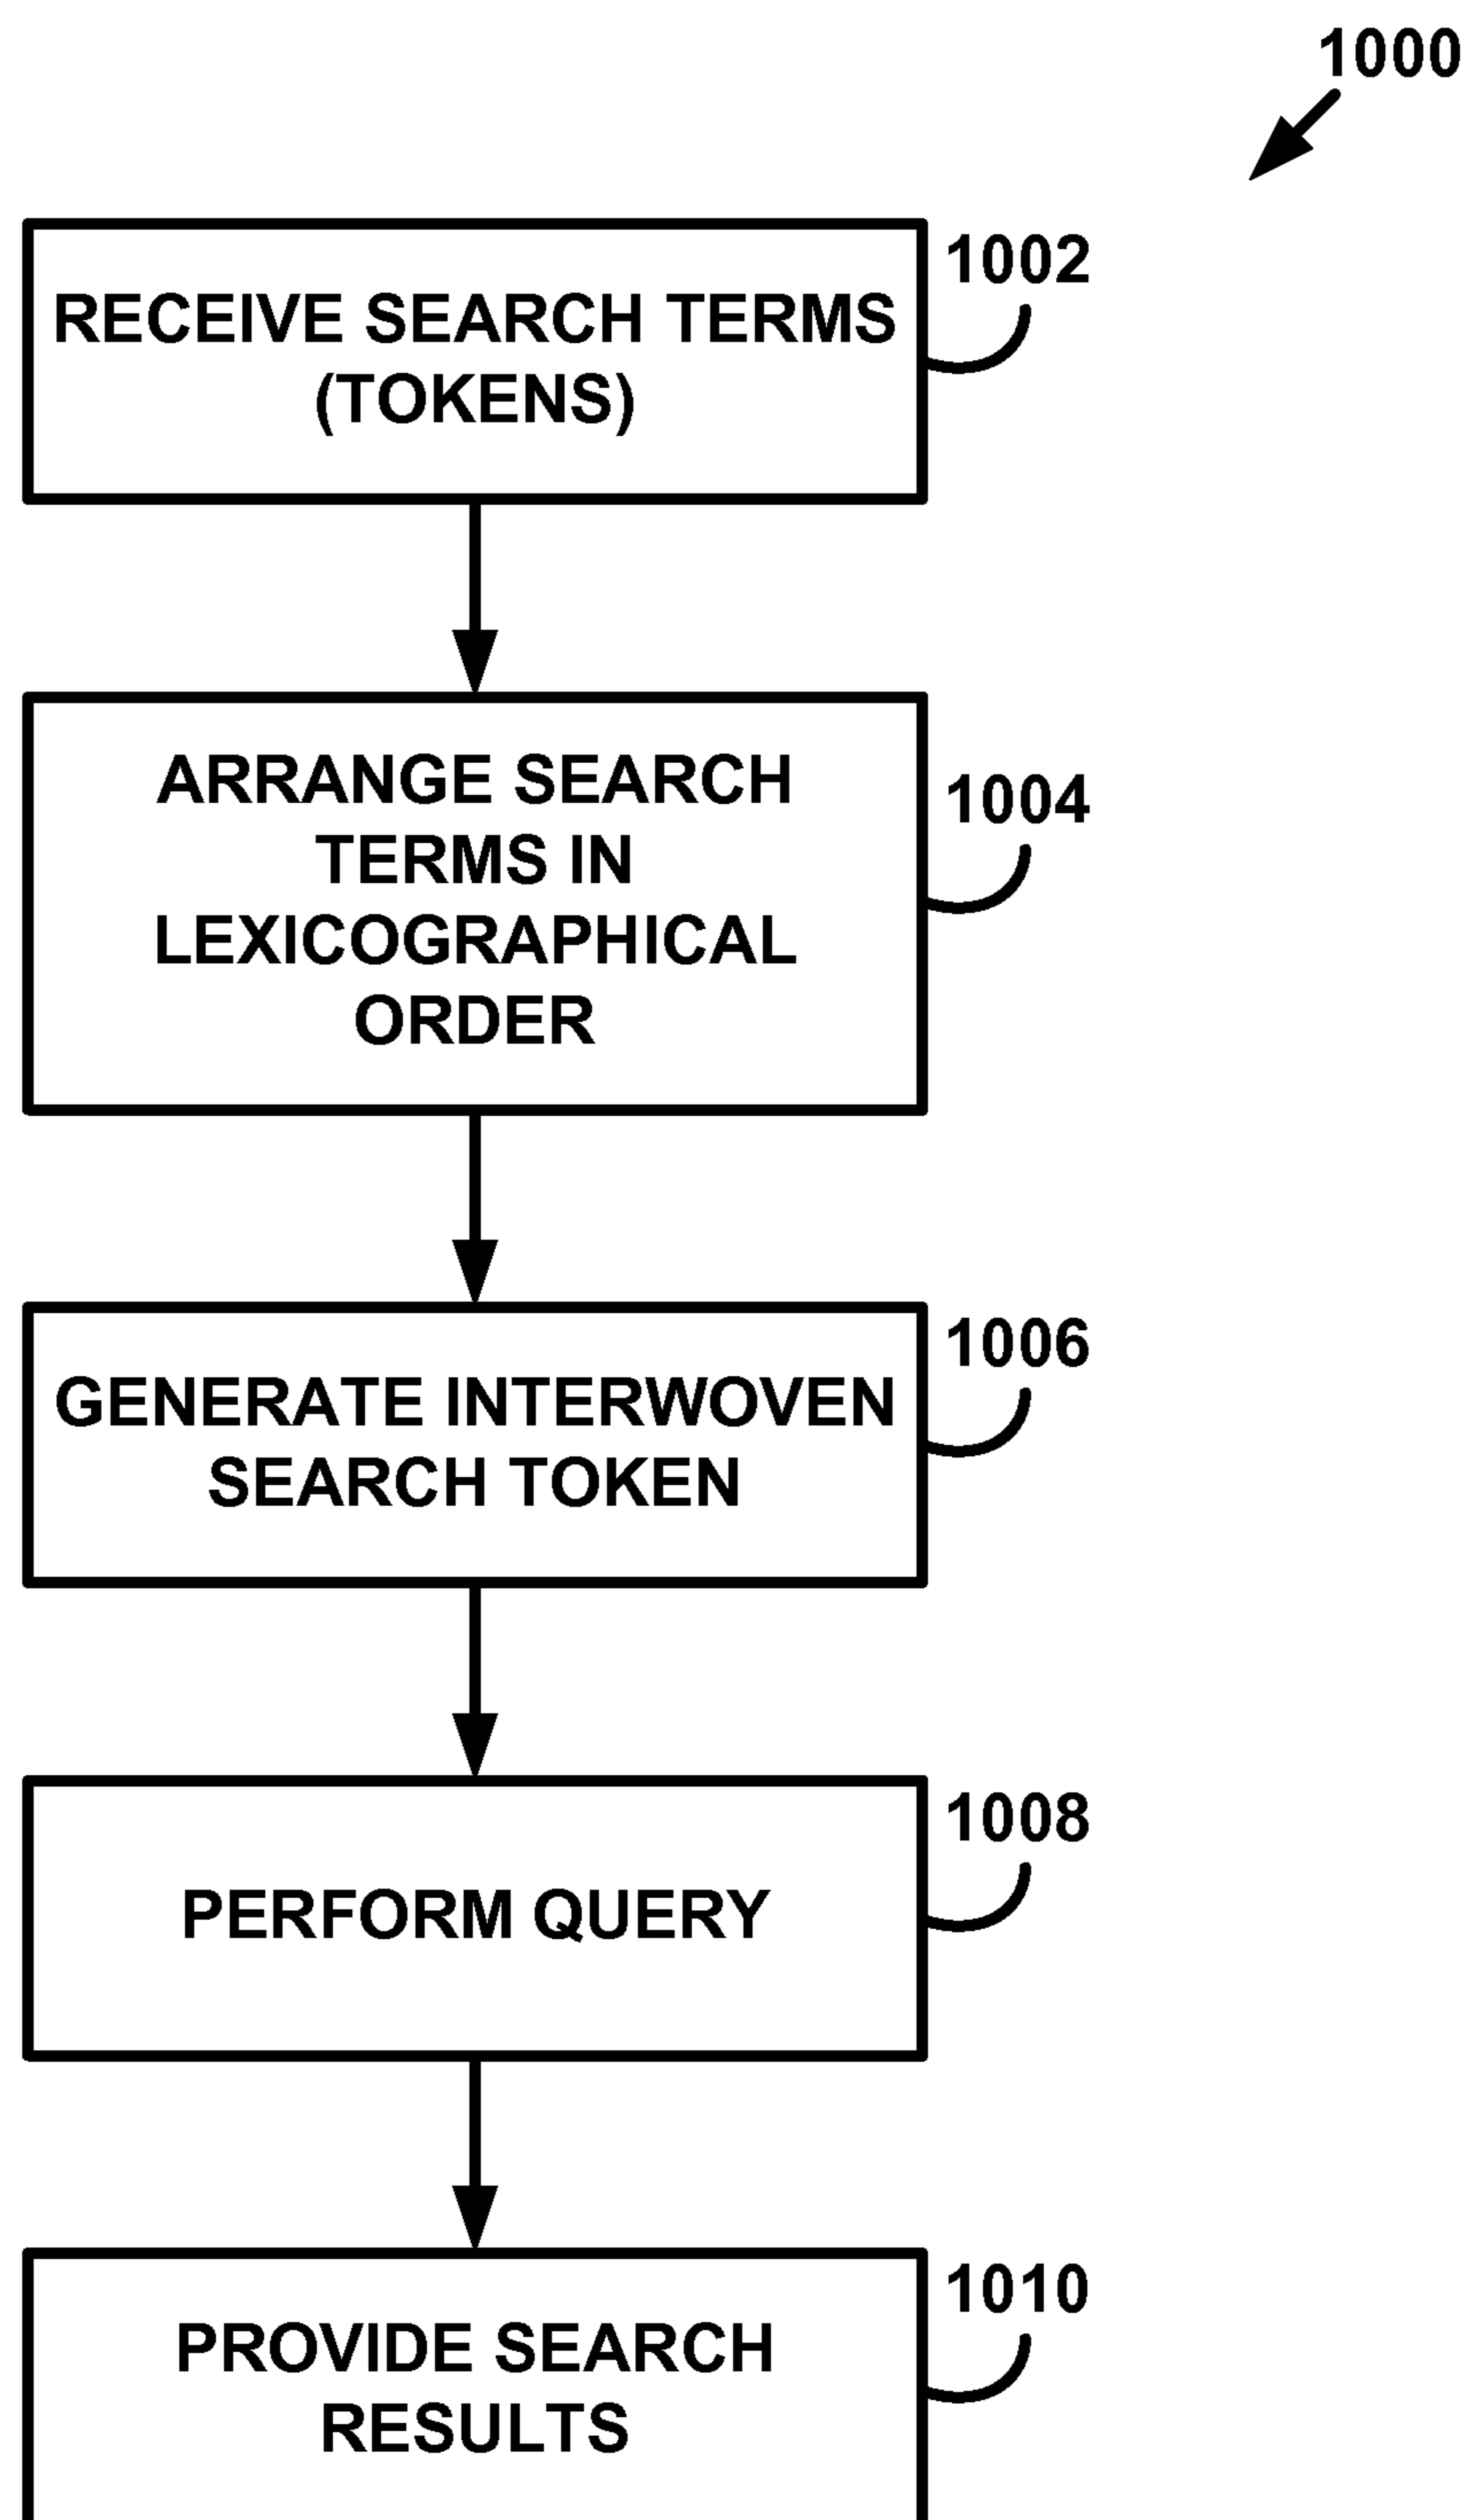 1000
1002
RECEIVE SEARCH TERMS
(TOKENS)
1004
ARRANGE SEARCH
TERMS IN
LEXICOGRAPHICAL
ORDER
1006
GENERATE INTERWOVEN
SEARCH TOKEN
1008
PERFORM QUERY
1010
PROVIDE SEARCH
RESULTS